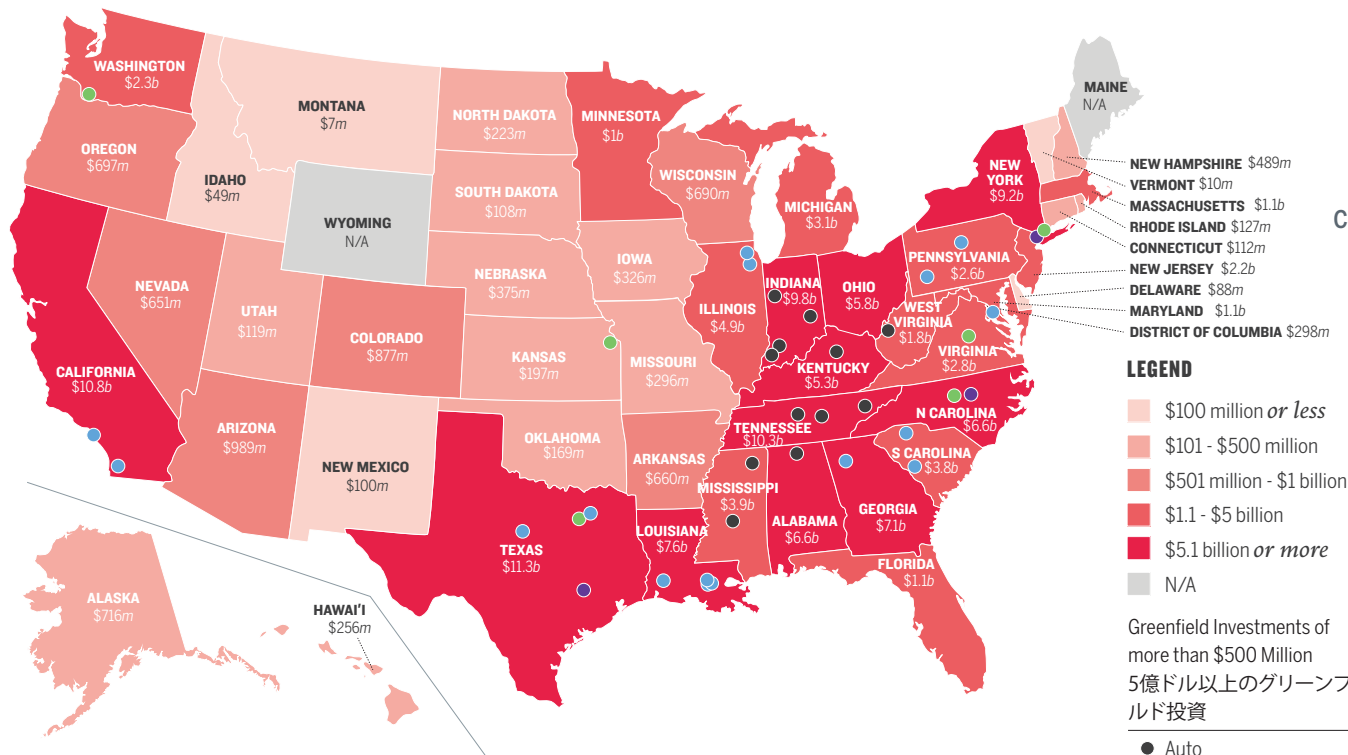 WASHINGTON
$2.3b
OREGON
$697m
CALIFORNIA
$10.8b
NEVADA
$651m
IDAHO
$49m
MONTANA
$7m
WYOMING
N/A
UTAH
$119m
ARIZONA
$989m
COLORADO
$877m
NEW MEXICO
$100m
NORTH DAKOTA
$223m
SOUTH DAKOTA
$108m
NEBRASKA
$375m
KANSAS
$197m
OKLAHOMA
$169m
TEXAS
$11.3b
MINNESOTA
$1b
IOWA
$326m
MISSOURI
$296m
ARKANSAS
$660m
LOUISIANA
$7.6b
WISCONSIN
$690m
ILLINOIS
$4.9b
MICHIGAN
$3.1b
INDIANA
$9.8b
OHIO
$5.8b
KENTUCKY
$5.3b
TENNESSEE
$10.3b
MISSISSIPPI
$3.9b
ALABAMA
$6.6b
GEORGIA
$7.1b
FLORIDA
$1.1b
S CAROLINA
$3.8b
N CAROLINA
$6.6b
VIRGINIA
$2.8b
WEST
VIRGINIA
$1.8b
PENNSYLVANIA
$2.6b
NEW
YORK
$9.2b
MAINE
N/A
ALASKA
$716m
HAWAI'I
$256m
NEW HAMPSHIRE $489m
VERMONT $10m
MASSACHUSETTS $1.1b
RHODE ISLAND $127m
CONNECTICUT $112m
NEW JERSEY $2.2b
DELAWARE $88m
MARYLAND $1.1b
DISTRICT OF COLUMBIA $298m
C
LEGEND
$100 million or less
$101 - $500 million
$501 million - $1 billion
$1.1 - $5 billion
$5.1 billion or more
N/A
Greenfield Investments of
more than $500 Million
5億ドル以上のグリーンフ
ルド投資
Auto